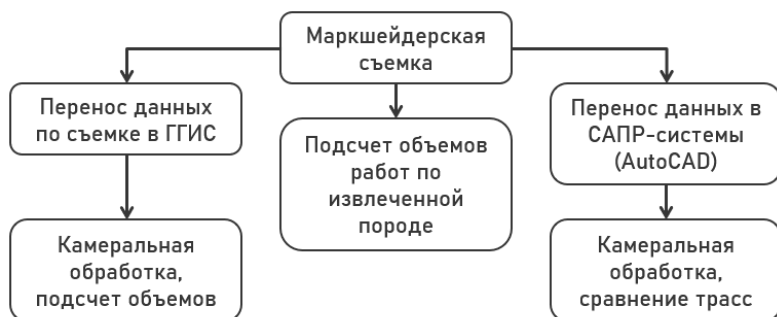 Маркшейдерская
съемка
Перенос данных
по съемке в ГГИС
Подсчет объемов
работ по
извлеченной
породе
Перенос данных в
САПР-системы
(AutoCAD)
Камеральная
обработка,
подсчет объемов
Камеральная
обработка,
сравнение трасс